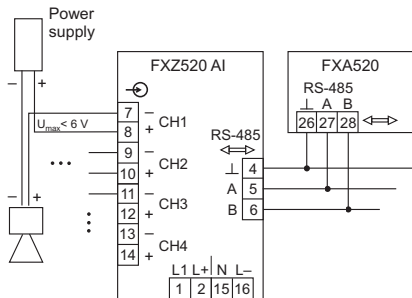 Power
supply
– +
FXZ520 AI
FXA520
RS-485
⊥ A B
26 27 28
7 – CH1
8 +
U_max < 6 V
9 – CH2
10 +
11 – CH3
12 +
13 – CH4
14 +
RS-485
⊥ 4
A 5
B 6
– +
L1 L+ N L–
1 2 15 16